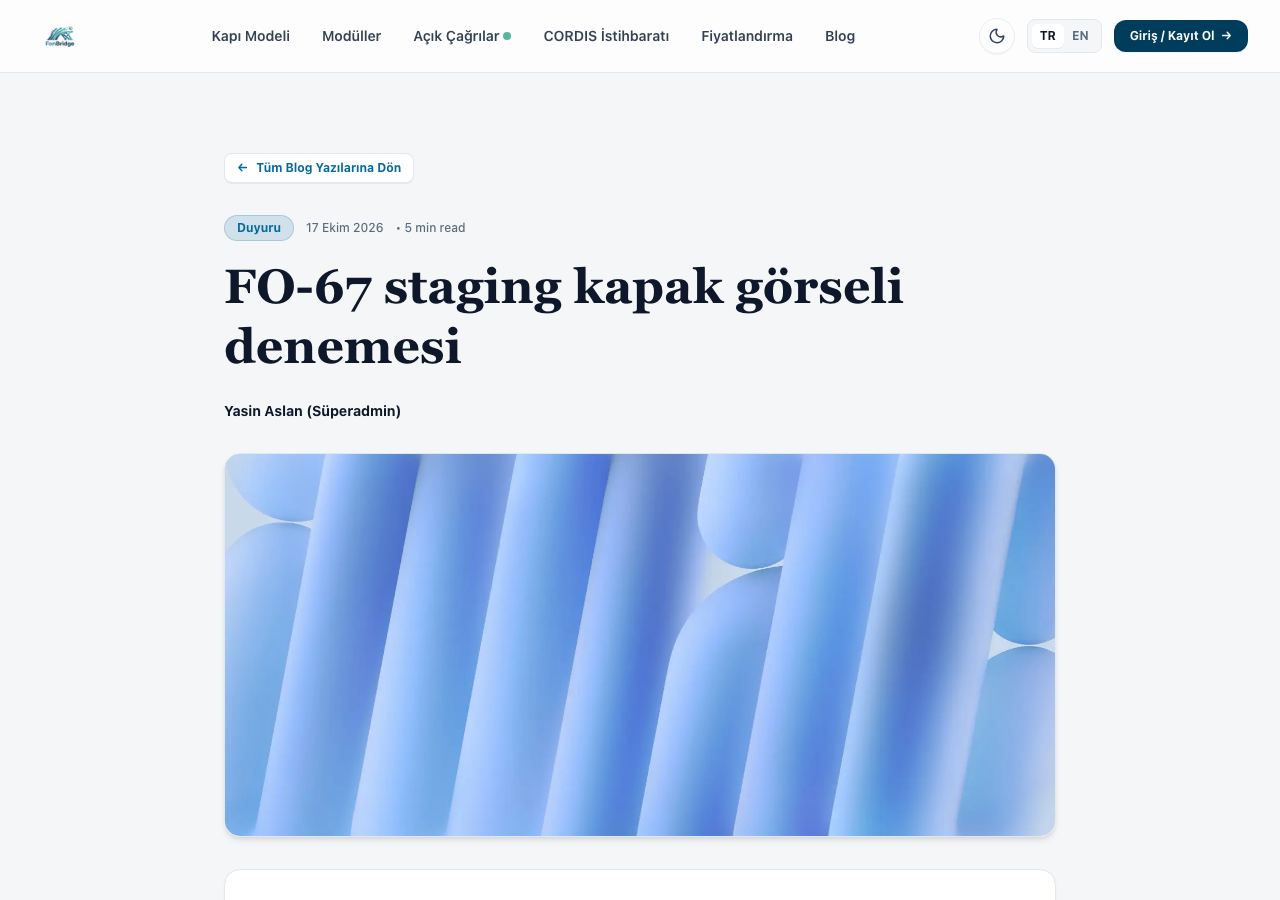 FonBridge
Kapı Modeli
Modüller
Açık Çağrılar
CORDIS İstihbaratı
Fiyatlandırma
Blog
TR
EN
Giriş / Kayıt Ol →
← Tüm Blog Yazılarına Dön
Duyuru
17 Ekim 2026
• 5 min read
FO-67 staging kapak görseli
denemesi
Yasin Aslan (Süperadmin)